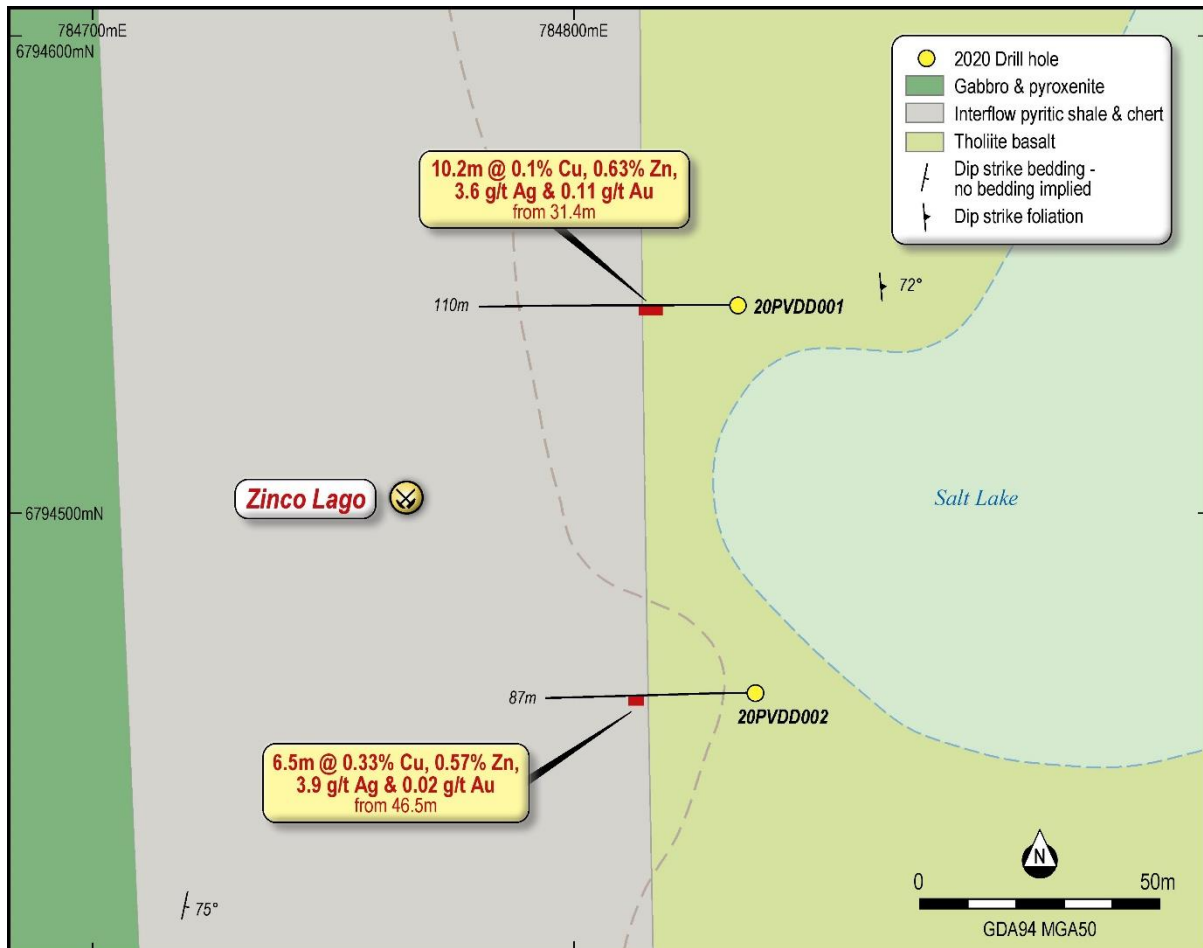 784700mE
784800mE
6794600mN
2020 Drill hole
Gabbro & pyroxenite
Interflow pyritic shale & chert
Tholiite basalt
Dip strike bedding -
no bedding implied
Dip strike foliation
10.2m @ 0.1% Cu, 0.63% Zn,
3.6 g/t Ag & 0.11 g/t Au
from 31.4m
72°
110m
20PVDD001
Zinco Lago
6794500mN
Salt Lake
87m
20PVDD002
6.5m @ 0.33% Cu, 0.57% Zn,
3.9 g/t Ag & 0.02 g/t Au
from 46.5m
75°
N
0
50m
GDA94 MGA50